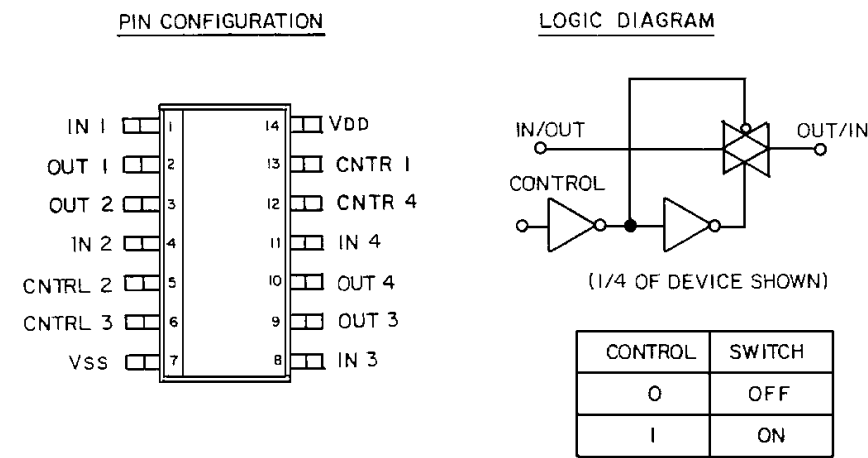 PIN CONFIGURATION
IN 1 1 14 VDD
OUT 1 2 13 CNTR 1
OUT 2 3 12 CNTR 4
IN 2 4 11 IN 4
CNTRL 2 5 10 OUT 4
CNTRL 3 6 9 OUT 3
VSS 7 8 IN 3
LOGIC DIAGRAM
IN/OUT OUT/IN
CONTROL
(1/4 OF DEVICE SHOWN)
CONTROL SWITCH
0 OFF
1 ON